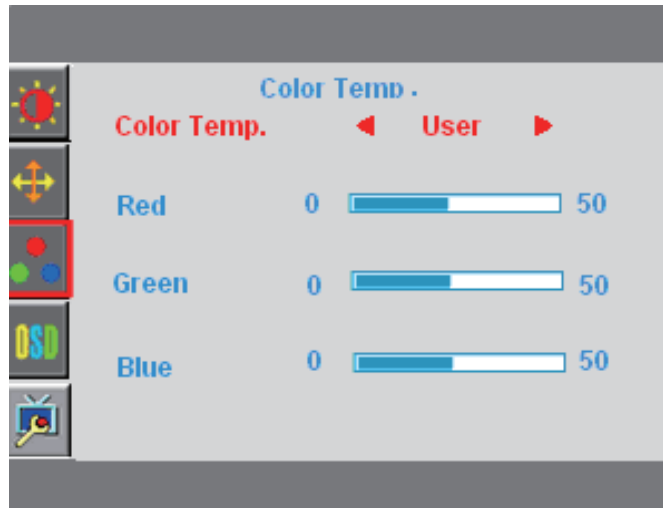 Color Temp .
Color Temp. User
Red 0 50
Green 0 50
OSD
Blue 0 50